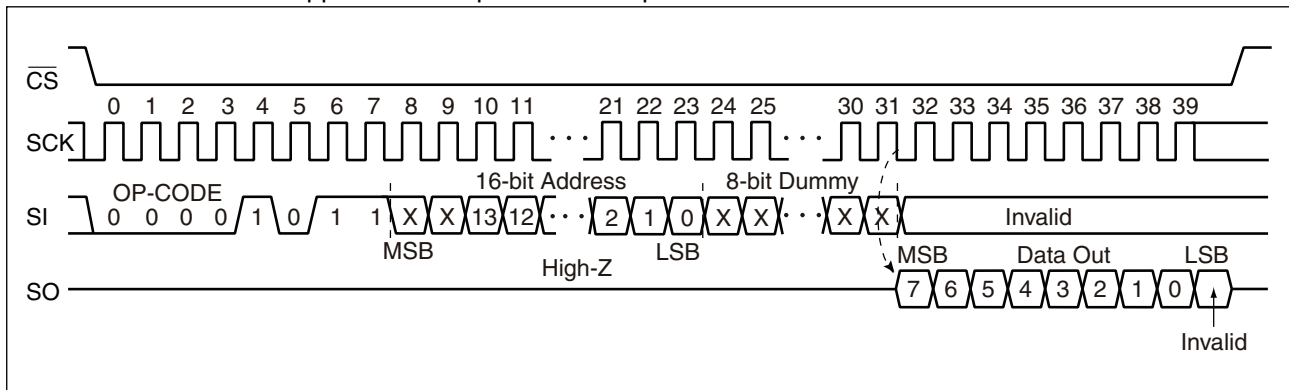 CS
0 1 2 3 4 5 6 7 8 9 10 11 21 22 23 24 25 30 31 32 33 34 35 36 37 38 39
SCK
OP-CODE 16-bit Address 8-bit Dummy
SI 0 0 0 0 1 0 1 1 X X 13 12 2 1 0 X X X X Invalid
MSB LSB MSB Data Out LSB
High-Z
SO 7 6 5 4 3 2 1 0
Invalid